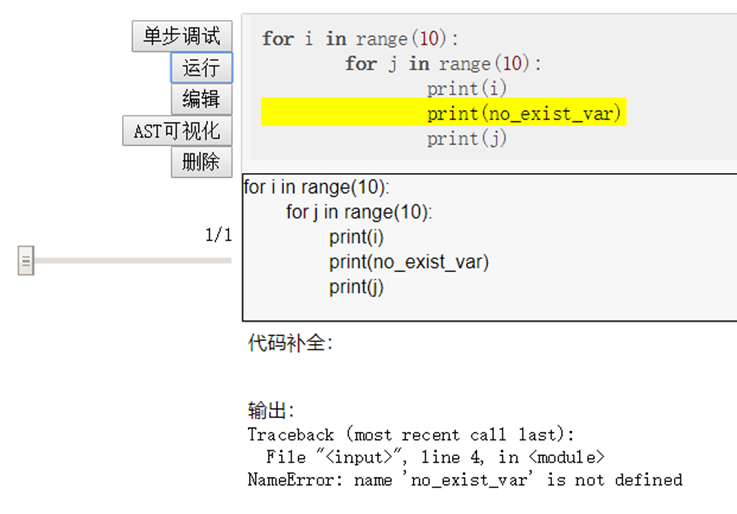 单步调试
运行
编辑
AST可视化
删除
for i in range(10):
for j in range(10):
print(i)
print(no_exist_var)
print(j)
for i in range(10):
for j in range(10):
print(i)
print(no_exist_var)
print(j)
1/1
代码补全:
输出:
Traceback (most recent call last):
File "<input>", line 4, in <module>
NameError: name 'no_exist_var' is not defined